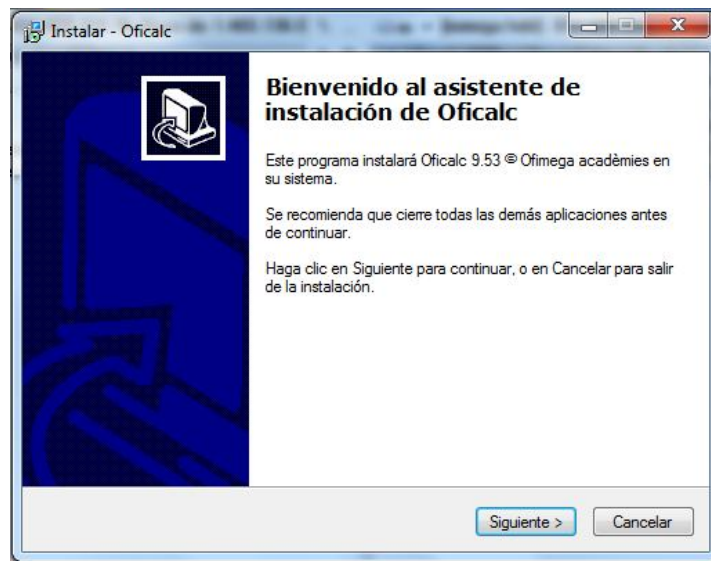 Instalar - Oficalc
Bienvenido al asistente de
instalación de Oficalc
Este programa instalará Oficalc 9.53 © Ofimega acadèmies en
su sistema.
Se recomienda que cierre todas las demás aplicaciones antes
de continuar.
Haga clic en Siguiente para continuar, o en Cancelar para salir
de la instalación.
Siguiente >
Cancelar